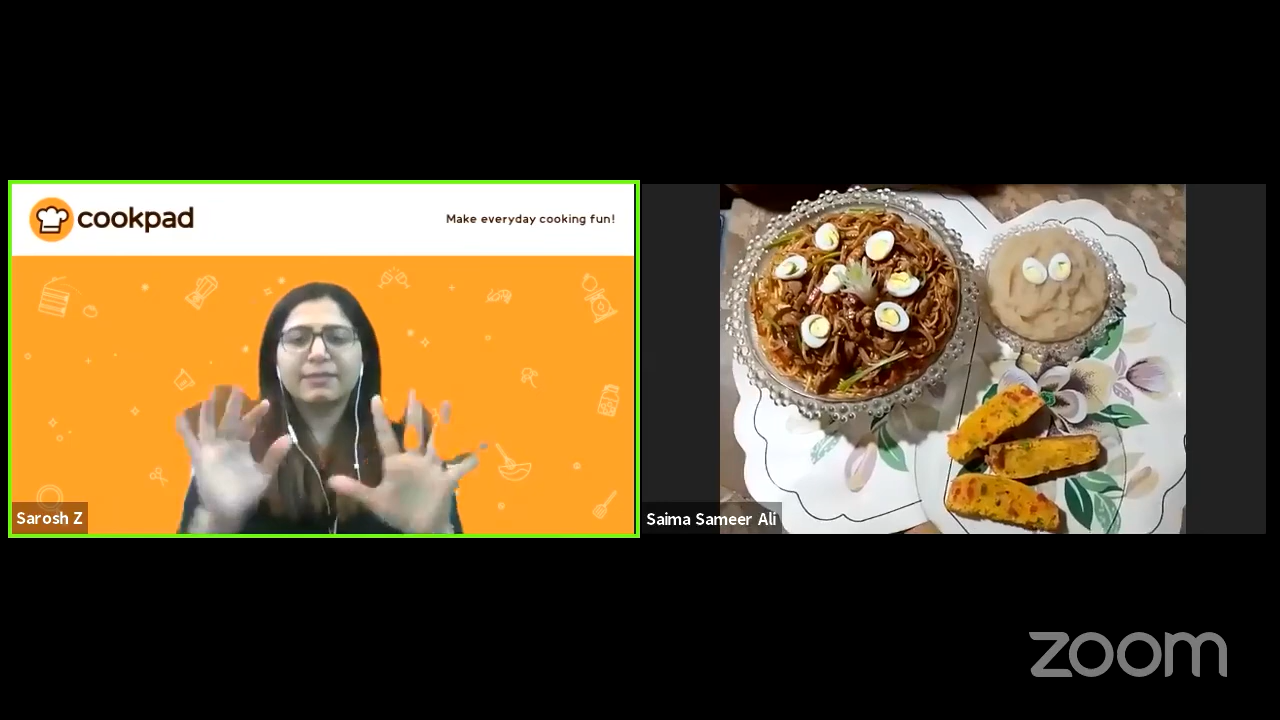 cookpad
Make everyday cooking fun!
Sarosh Z
Saima Sameer Ali
zoom